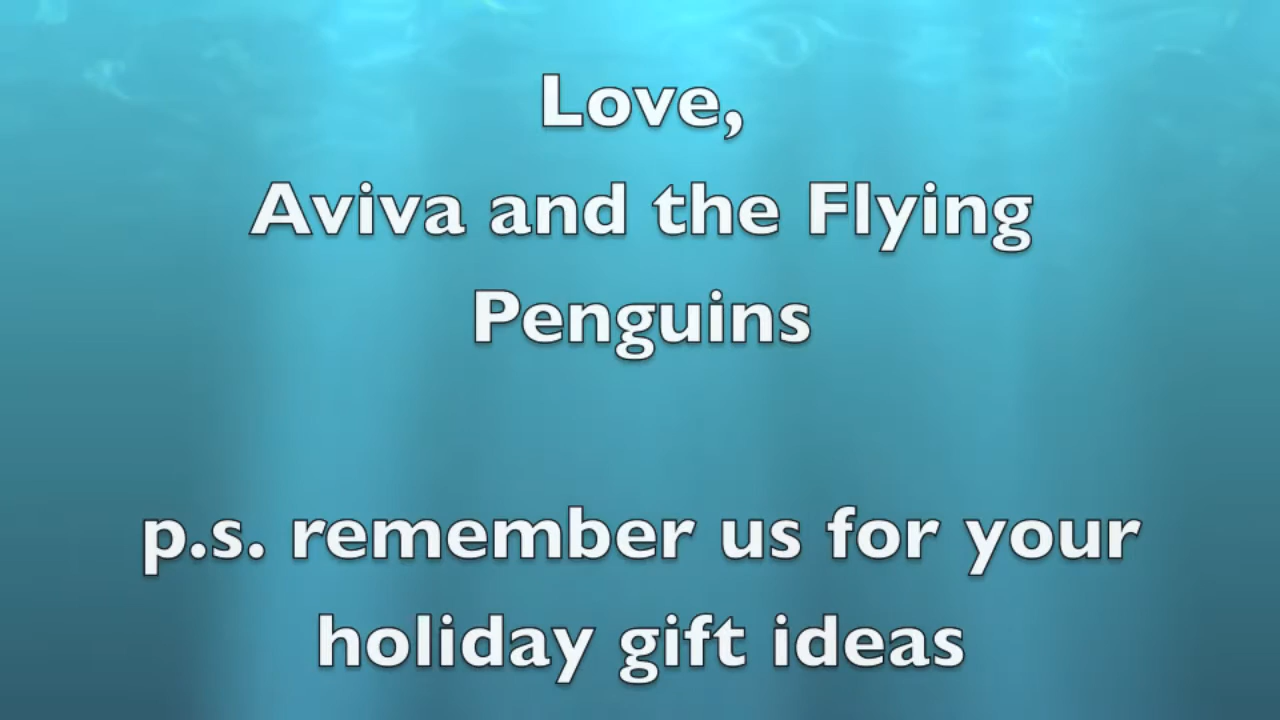 Love,
Aviva and the Flying
Penguins
p.s. remember us for your
holiday gift ideas